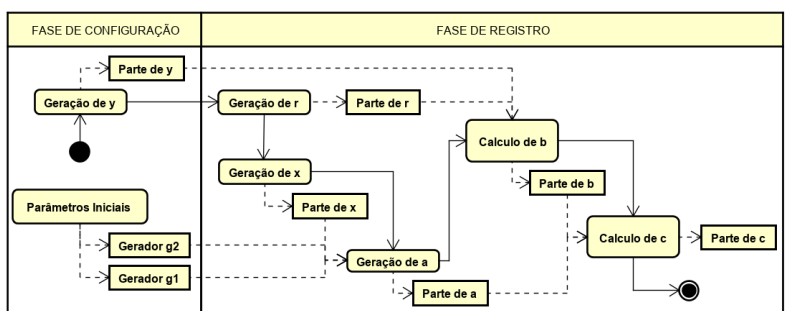 FASE DE CONFIGURAÇÃO
FASE DE REGISTRO
Parte de y
Geração de y
Geração de r
Parte de r
Calculo de b
Geração de x
Parte de b
Parâmetros Iniciais
Parte de x
Calculo de c
Parte de c
Gerador g2
Geração de a
Gerador g1
Parte de a